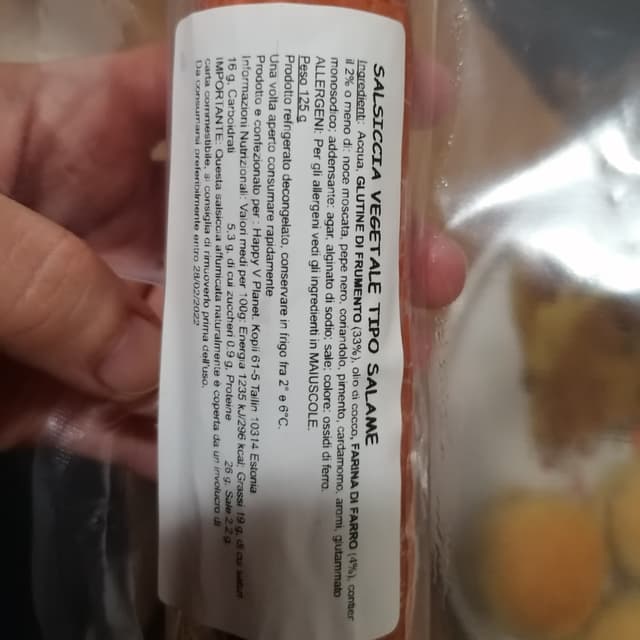 SALSICCIA VEGETALE TIPO SALAME
Ingredienti: Acqua, GLUTINE DI FRUMENTO (33%), olio di cocco, FARINA DI FARRO (4%), contier
il 2% o meno di: noce moscata, pepe nero, coriandolo, pimento, cardamomo, aromi, glutammato
monosodico; addensante: agar, alginato di sodio; sale; colore: ossidi di ferro.
ALLERGENI: Per gli allergeni vedi gli ingredienti in MAIUSCOLE.
Peso 125 g
Prodotto refrigerato decongelato, conservare in frigo fra 2° e 6°C.
Una volta aperto consumare rapidamente
Prodotto e confezionato per : Happy V Planet, Kopli 61-5 Tallin 10314 Estonia
Informazioni Nutrizionali: Valori medi per 100g: Energia 1235 kJ/296 kcal; Grassi 19 g, di cui saturi
16 g, Carboidrati 5.3 g, di cui zuccheri 0.9 g, Proteine 28 g, Sale 2.2 g.
IMPORTANTE: Questa salsiccia affumicata naturalmente è coperta da un involucro di
carta commestibile, si consiglia di rimuoverlo prima dell'uso.
Da consumarsi preferibilmente entro 28/02/2022